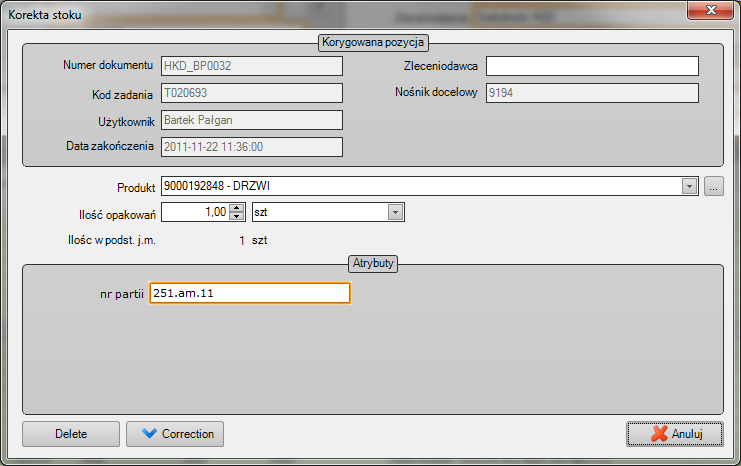 Korekta stoku
Korygowana pozycja
Numer dokumentu HKD_BP0032 Zleceniodawca
Kod zadania T020693 Nośnik docelowy 9194
Użytkownik Bartek Pałgan
Data zakończenia 2011-11-22 11:36:00
Produkt 9000192848 - DRZWI ...
Ilość opakowań 1,00 szt
Ilośc w podst. j.m. 1 szt
Atrybuty
nr partii 251.am.11
Delete Correction Anuluj